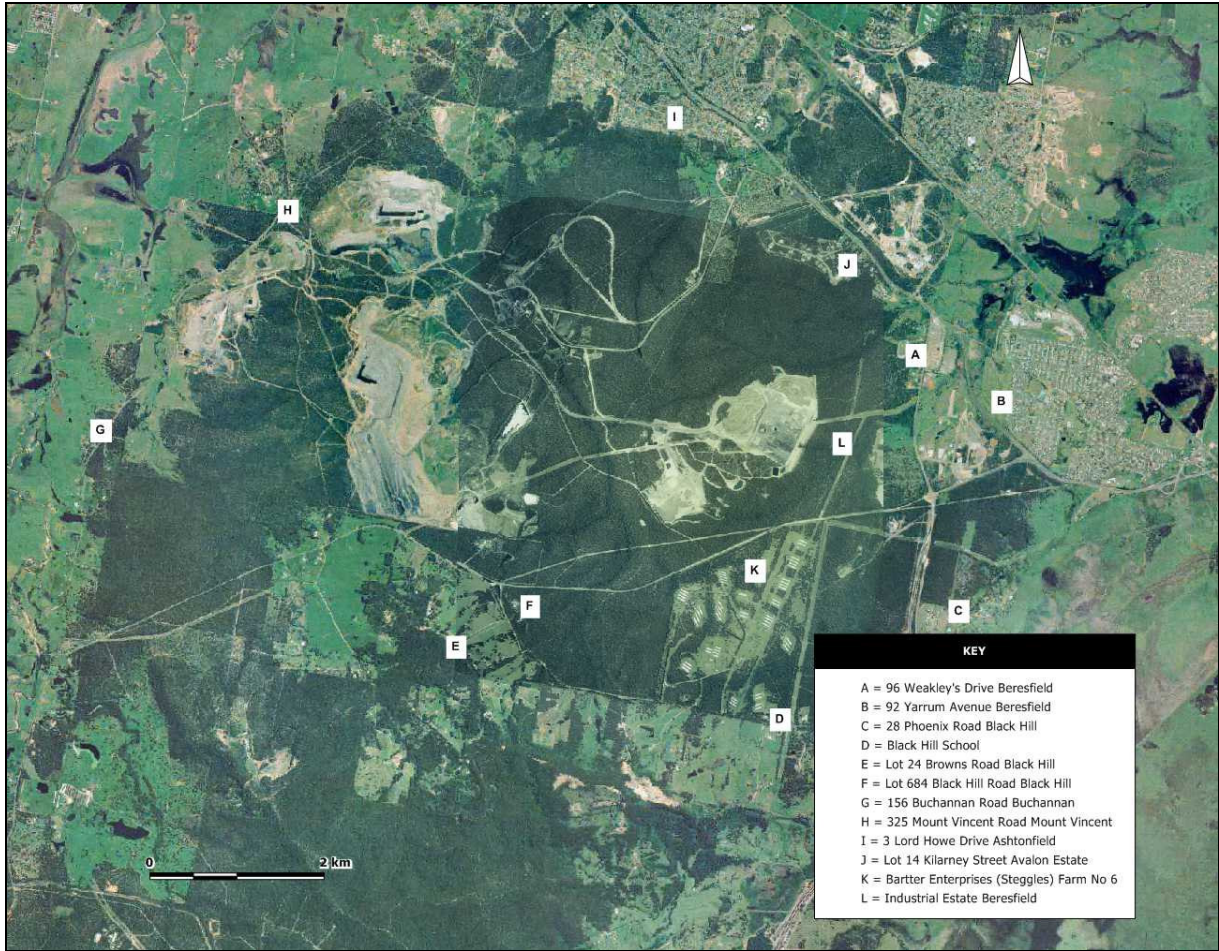 I
H
J
A
B
G
L
K
F
C
E
D
0 2 km
KEY
A = 96 Weakley's Drive Beresfield
B = 92 Yarrum Avenue Beresfield
C = 28 Phoenix Road Black Hill
D = Black Hill School
E = Lot 24 Browns Road Black Hill
F = Lot 684 Black Hill Road Black Hill
G = 156 Buchannan Road Buchannan
H = 325 Mount Vincent Road Mount Vincent
I = 3 Lord Howe Drive Ashtonfield
J = Lot 14 Kilarney Street Avalon Estate
K = Bartter Enterprises (Steggles) Farm No 6
L = Industrial Estate Beresfield